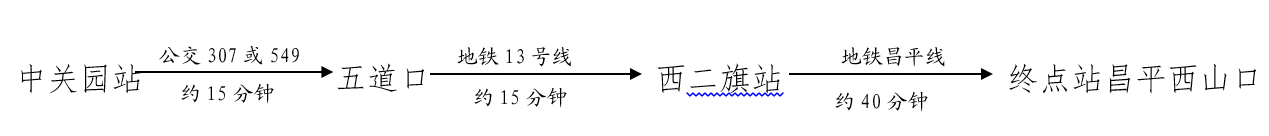 公交 307 或 549
地铁 13 号线
地铁昌平线
中关园站
五道口
西二旗站
终点站昌平西山口
约 15 分钟
约 15 分钟
约 40 分钟